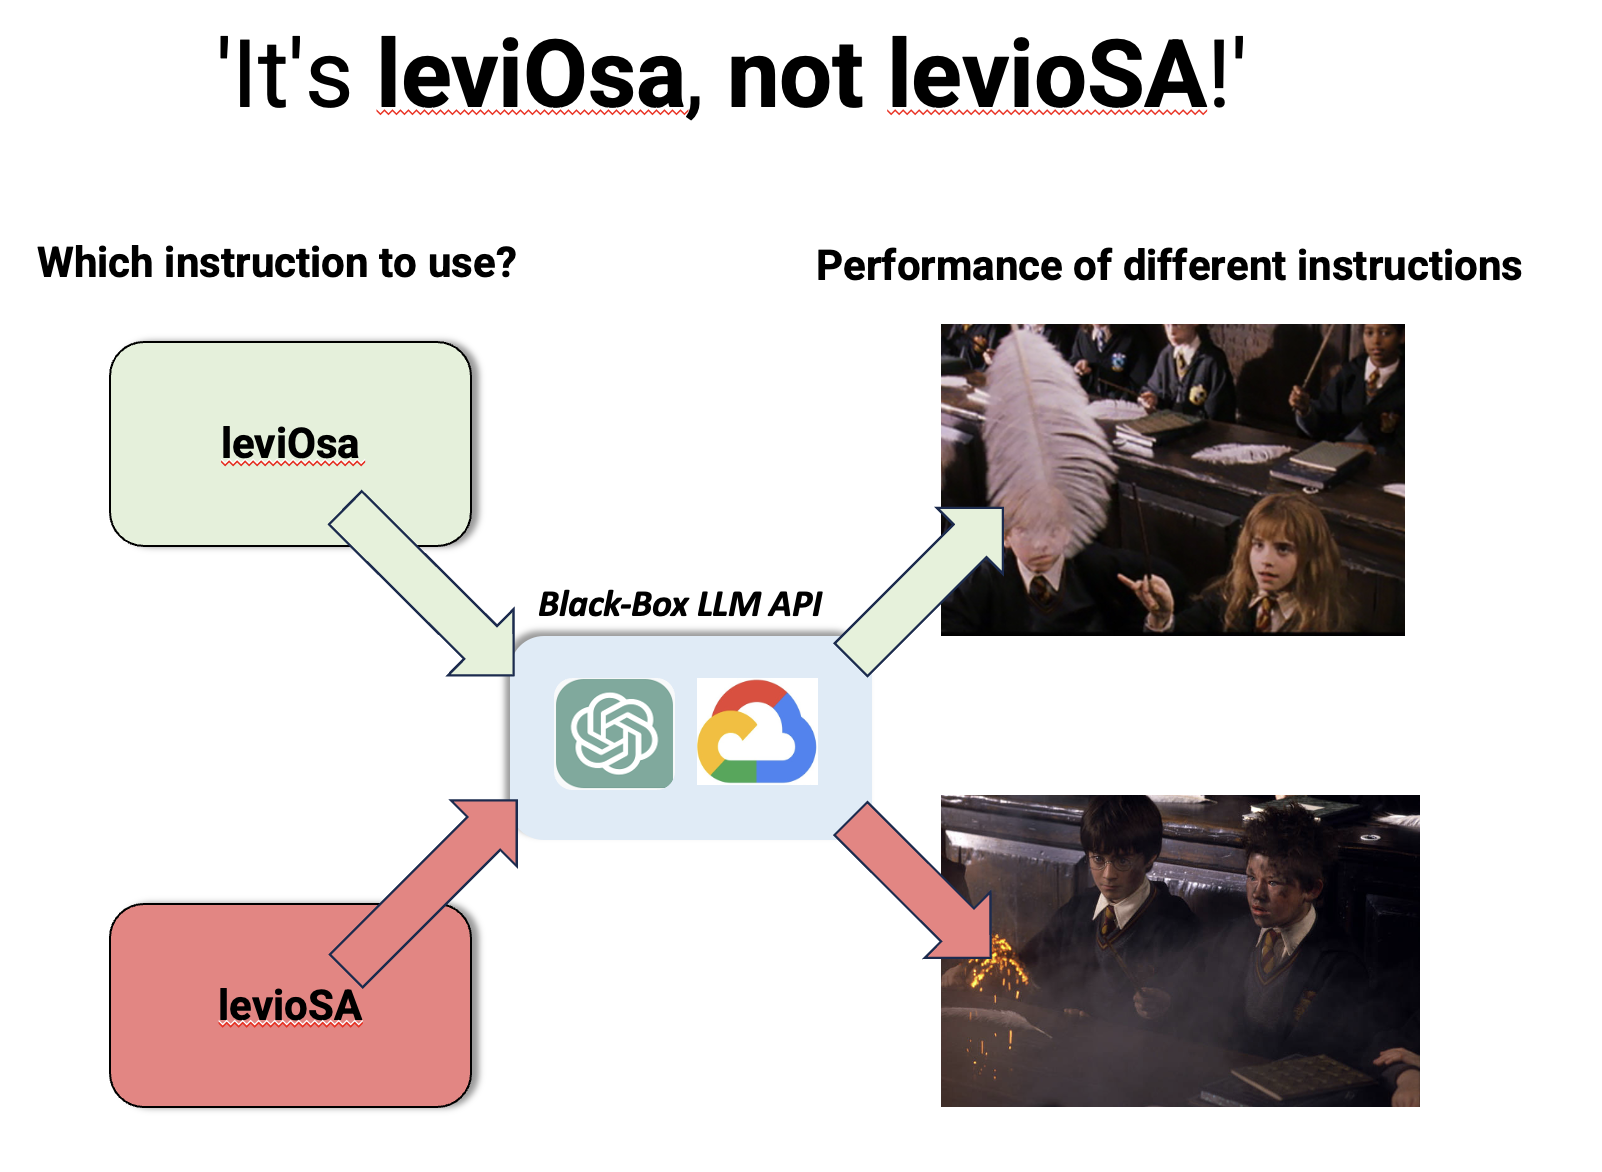 'It's leviOsa, not levioSA!'
Which instruction to use?
Performance of different instructions
leviOsa
Black-Box LLM API
levioSA